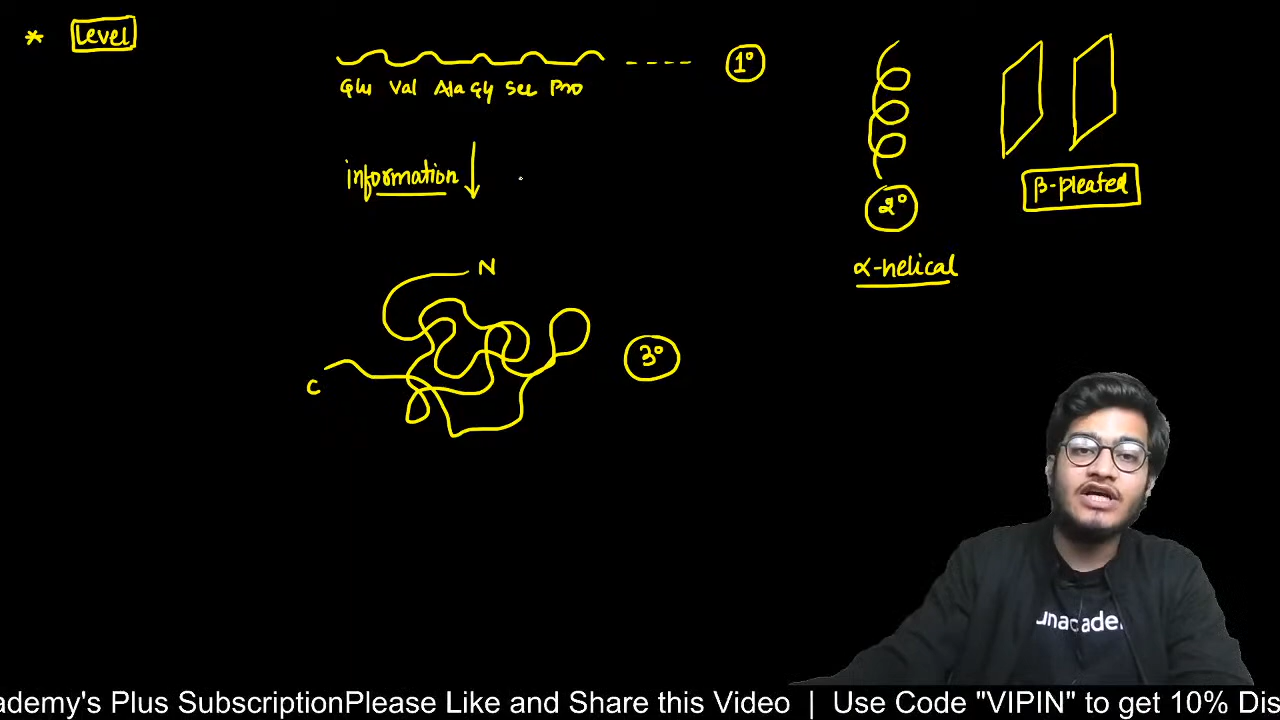 * Level
Glu Val Ala Gly Ser Pro
1°
information
2°
α-helical
β-pleated
N
C
3°
unacade
ademy's Plus SubscriptionPlease Like and Share this Video | Use Code "VIPIN" to get 10% Dis